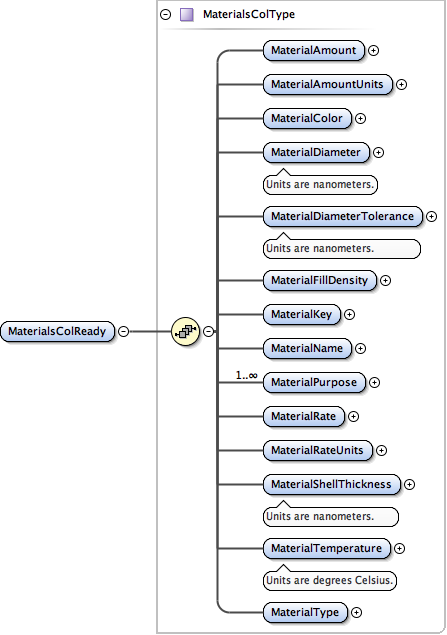 MaterialsColType
MaterialAmount
MaterialAmountUnits
MaterialColor
MaterialDiameter
Units are nanometers.
MaterialDiameterTolerance
Units are nanometers.
MaterialFillDensity
MaterialsColReady
MaterialKey
MaterialName
1..∞
MaterialPurpose
MaterialRate
MaterialRateUnits
MaterialShellThickness
Units are nanometers.
MaterialTemperature
Units are degrees Celsius.
MaterialType